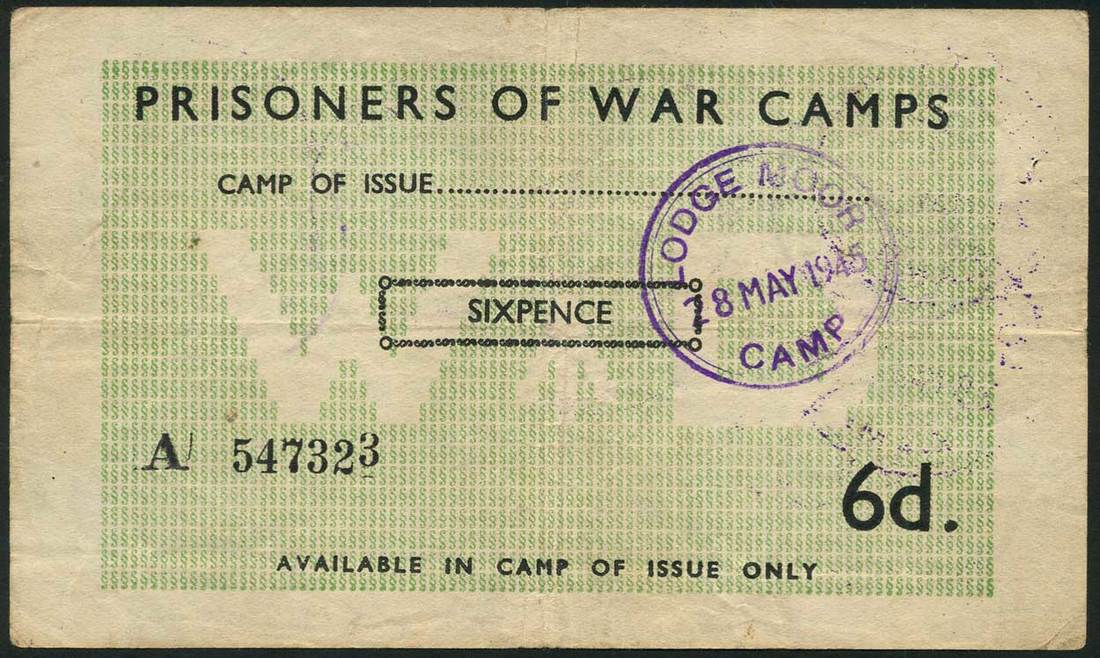 PRISONERS OF WAR CAMPS
CAMP OF ISSUE
LODGE MOOR
28 MAY 1945
CAMP
SIXPENCE
A 547323
6d.
AVAILABLE IN CAMP OF ISSUE ONLY